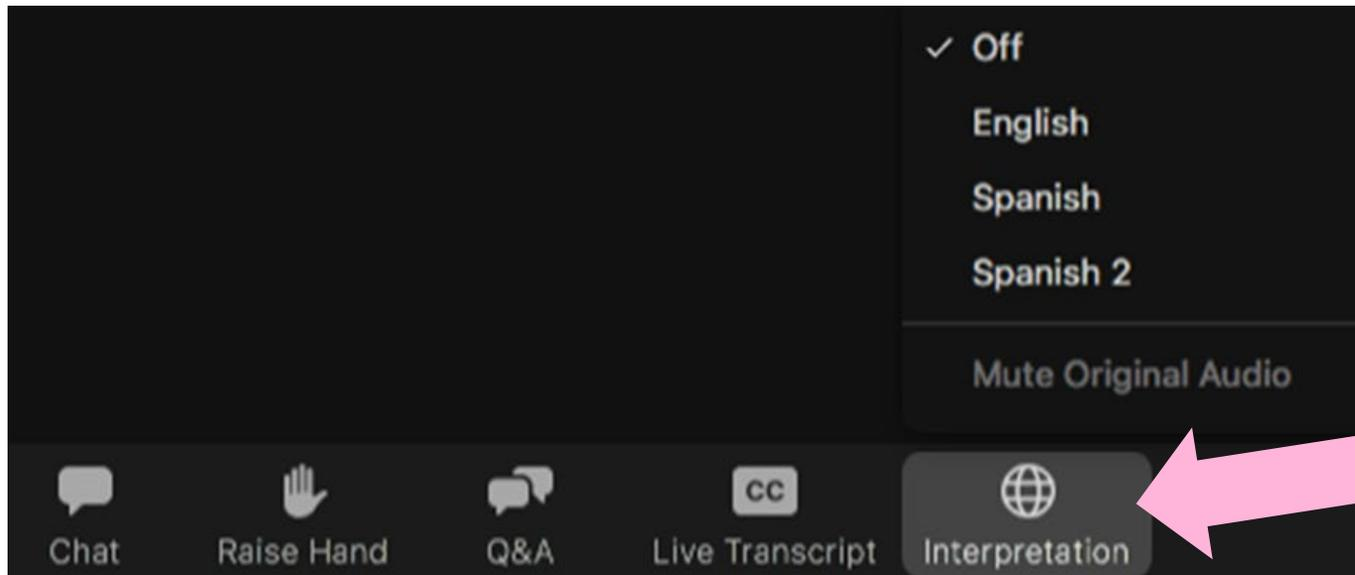 Off
English
Spanish
Spanish 2
Mute Original Audio
Chat
Raise Hand
Q&A
CC
Live Transcript
Interpretation